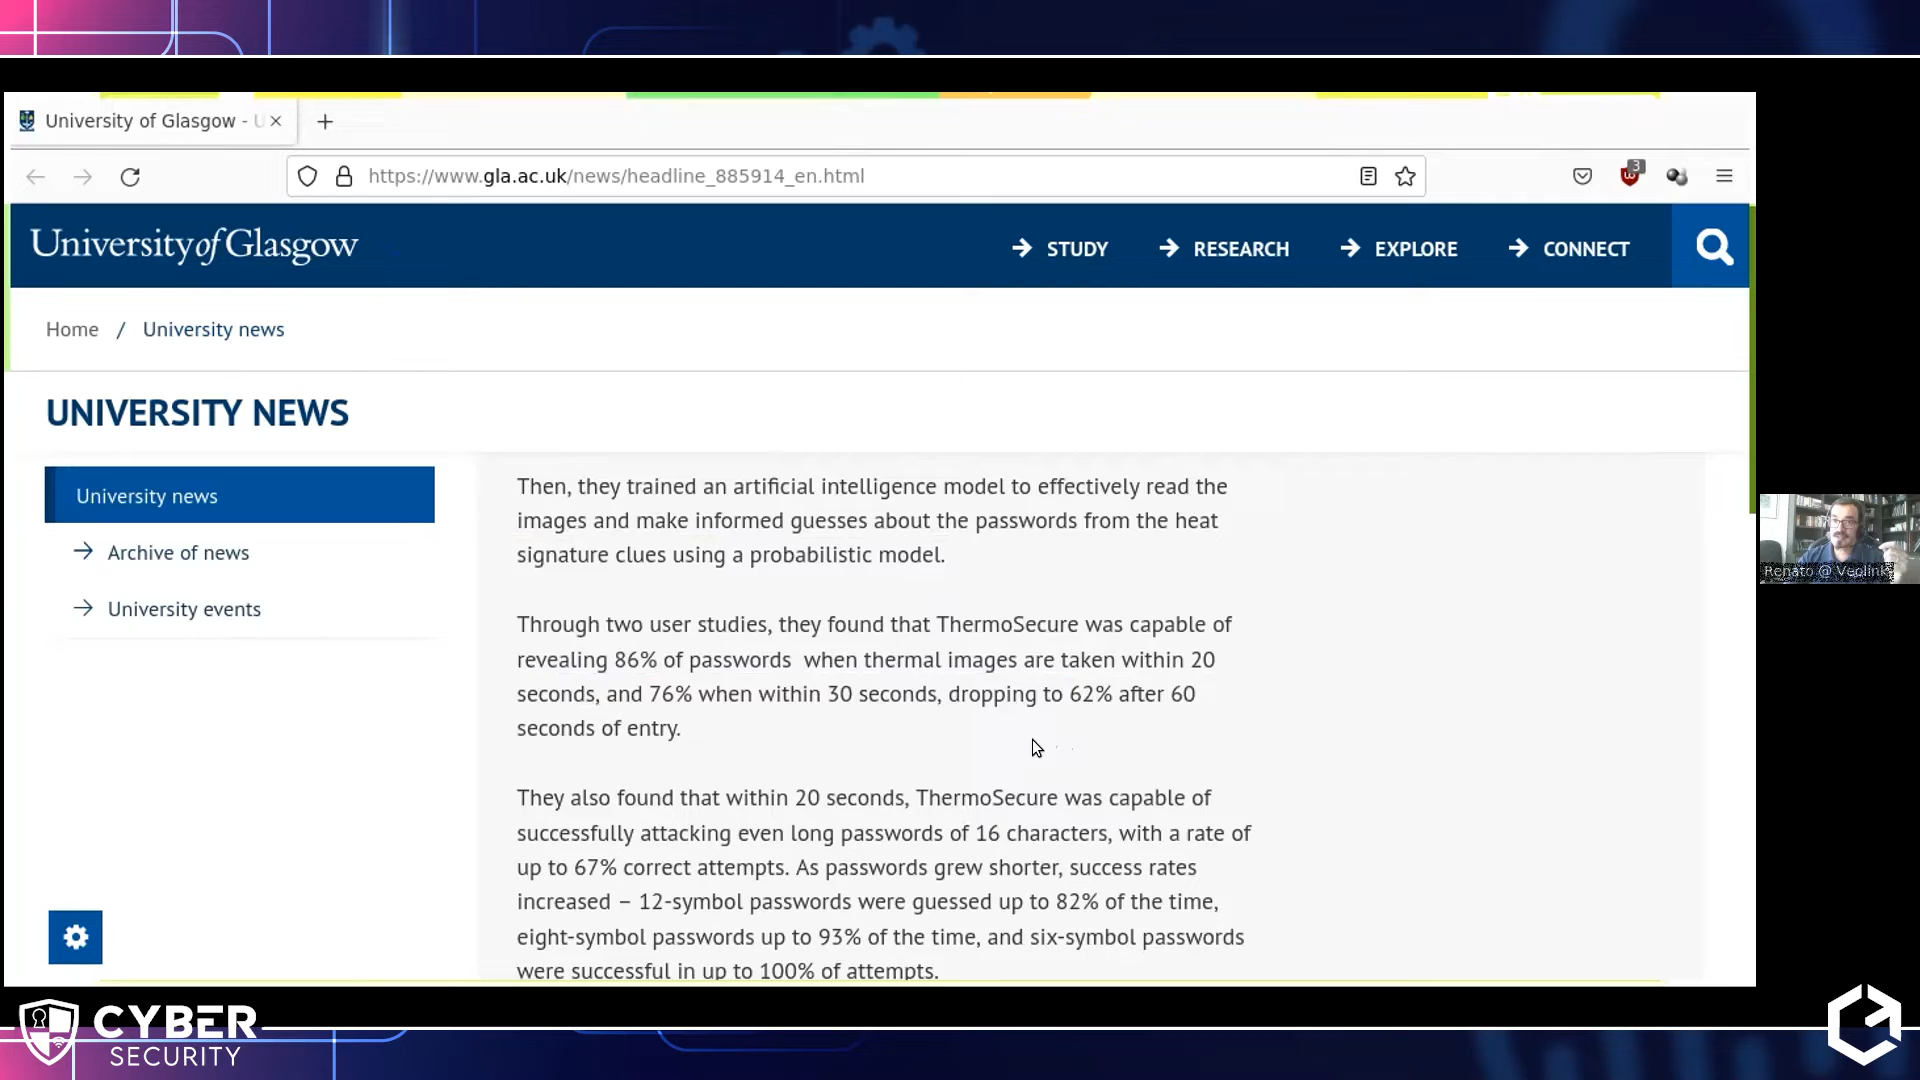 University of Glasgow - U
https://www.gla.ac.uk/news/headline_885914_en.html
3
University of Glasgow
STUDY
RESEARCH
EXPLORE
CONNECT
Home / University news
UNIVERSITY NEWS
University news
Archive of news
University events
Then, they trained an artificial intelligence model to effectively read the
images and make informed guesses about the passwords from the heat
signature clues using a probabilistic model.
Through two user studies, they found that ThermoSecure was capable of
revealing 86% of passwords when thermal images are taken within 20
seconds, and 76% when within 30 seconds, dropping to 62% after 60
seconds of entry.
They also found that within 20 seconds, ThermoSecure was capable of
successfully attacking even long passwords of 16 characters, with a rate of
up to 67% correct attempts. As passwords grew shorter, success rates
increased – 12-symbol passwords were guessed up to 82% of the time,
eight-symbol passwords up to 93% of the time, and six-symbol passwords
were successful in up to 100% of attempts.
Renato @ Veolink
CYBER
SECURITY